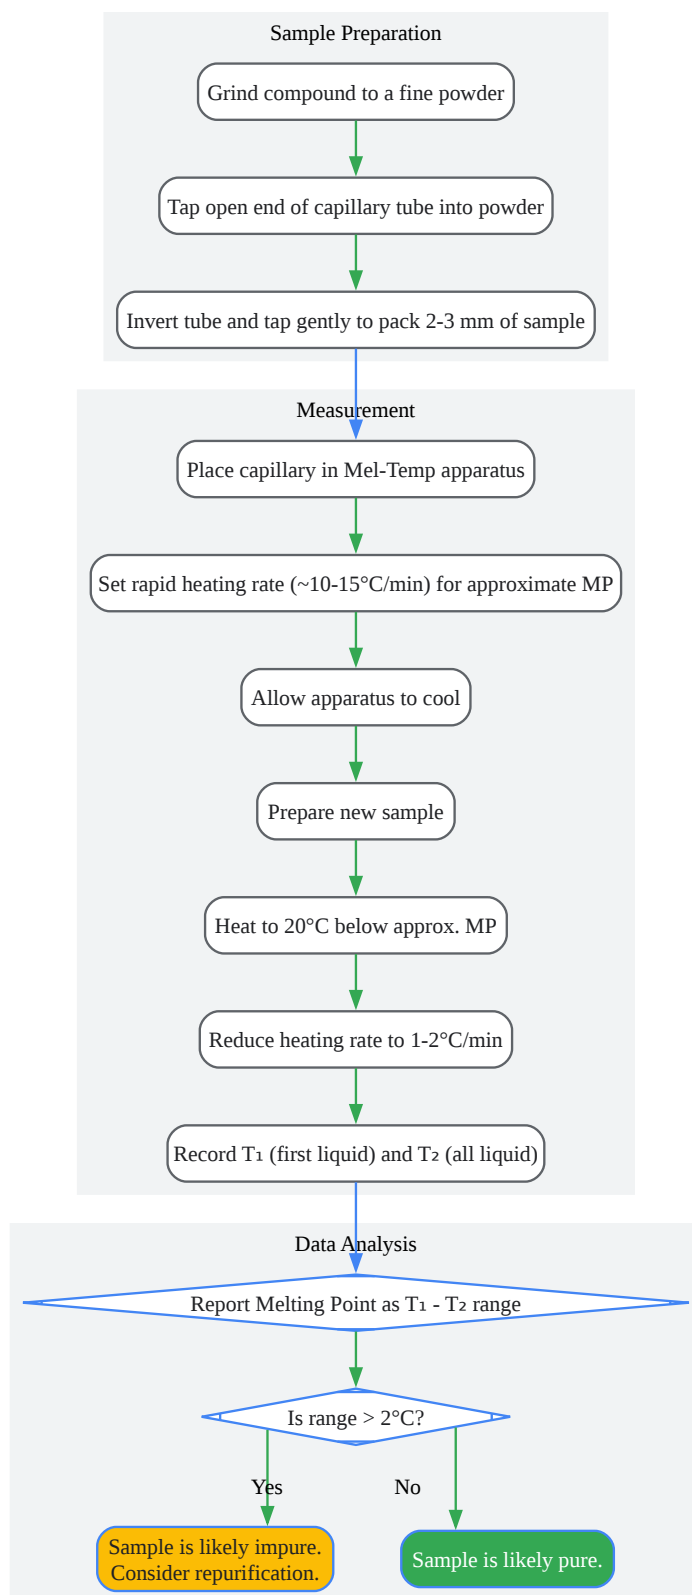 Sample Preparation
Grind compound to a fine powder
Tap open end of capillary tube into powder
Invert tube and tap gently to pack 2-3 mm of sample
Measurement
Place capillary in Mel-Temp apparatus
Set rapid heating rate (~10-15°C/min) for approximate MP
Allow apparatus to cool
Prepare new sample
Heat to 20°C below approx. MP
Reduce heating rate to 1-2°C/min
Record T₁ (first liquid) and T₂ (all liquid)
Data Analysis
Report Melting Point as T₁ - T₂ range
Is range > 2°C?
Yes
No
Sample is likely impure.
Consider repurification.
Sample is likely pure.